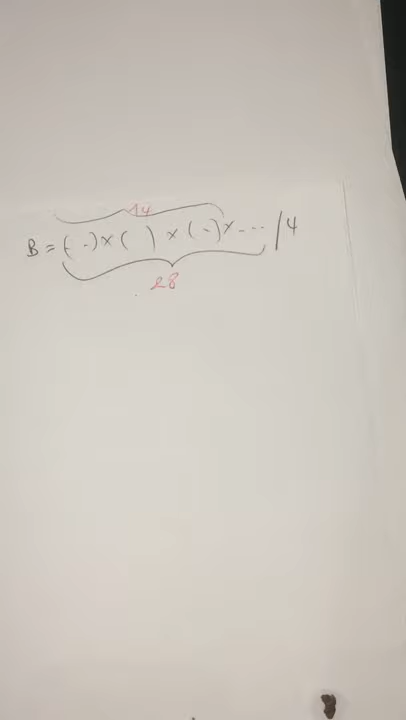 14
B = (-.) × ( ) × (-.) × .... / 4
28